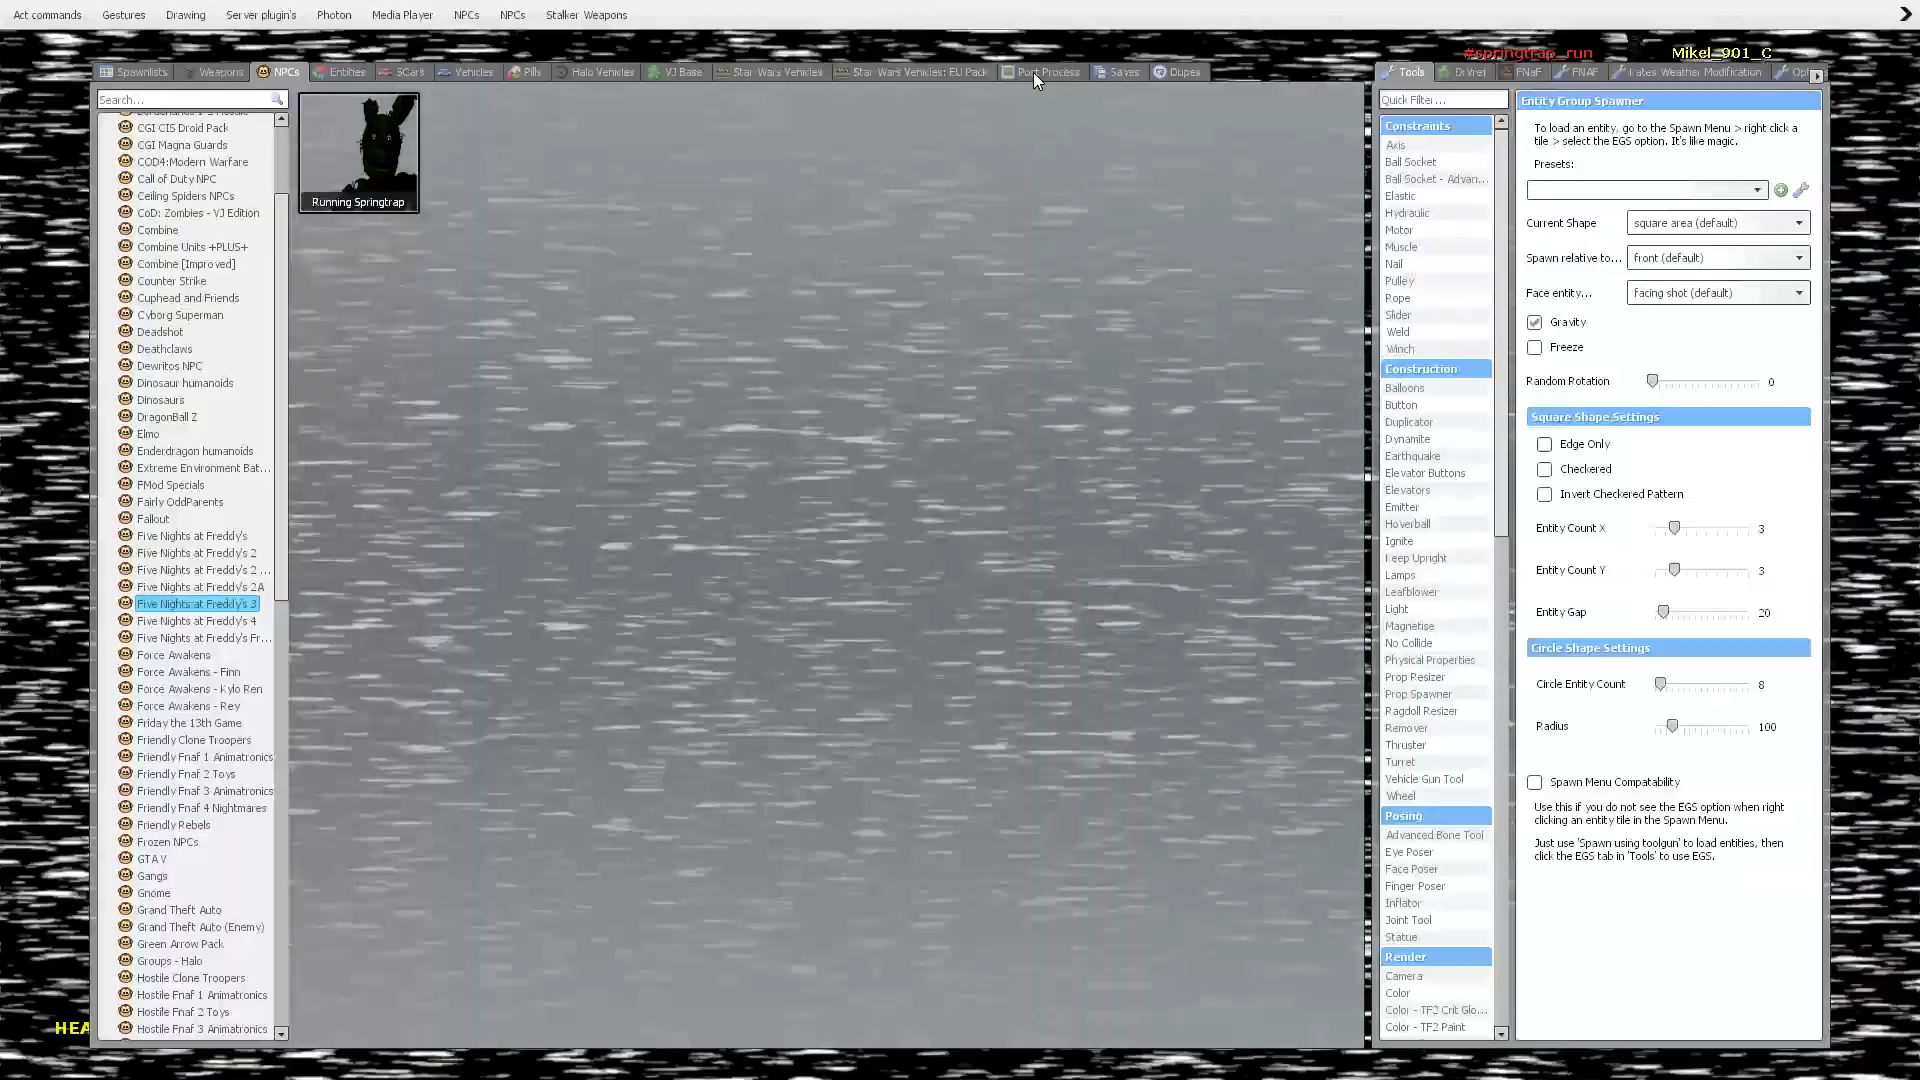 Act commands
Gestures
Drawing
Server plugin's
Photon
Media Player
NPCs
NPCs
Stalker Weapons
#springtrap_run
Mikel_901_C
Spawnlists
Weapons
NPCs
Entities
SCars
Vehicles
Pills
Halo Vehicles
VJ Base
Star Wars Vehicles
Star Wars Vehicles: EU Pack
Post Process
Saves
Dupes
Tools
DrVrej
FNaF
FNAF
Kates Weather Modification
Search...
CGI CIS Droid Pack
CGI Magna Guards
COD4:Modern Warfare
Call of Duty NPC
Ceiling Spiders NPCs
CoD: Zombies - VJ Edition
Combine
Combine Units +PLUS+
Combine [Improved]
Counter Strike
Cuphead and Friends
Cyborg Superman
Deadshot
Deathclaws
Dewritos NPC
Dinosaur humanoids
Dinosaurs
DragonBall Z
Elmo
Enderdragon humanoids
Extreme Environment Bat...
FMod Specials
Fairly OddParents
Fallout
Five Nights at Freddy's
Five Nights at Freddy's 2
Five Nights at Freddy's 2 ...
Five Nights at Freddy's 2A
Five Nights at Freddy's 3
Five Nights at Freddy's 4
Five Nights at Freddy's Fr...
Force Awakens
Force Awakens - Finn
Force Awakens - Kylo Ren
Force Awakens - Rey
Friday the 13th Game
Friendly Clone Troopers
Friendly Fnaf 1 Animatronics
Friendly Fnaf 2 Toys
Friendly Fnaf 3 Animatronics
Friendly Fnaf 4 Nightmares
Friendly Rebels
Frozen NPCs
GTA V
Gangs
Gnome
Grand Theft Auto
Grand Theft Auto (Enemy)
Green Arrow Pack
Groups - Halo
Hostile Clone Troopers
Hostile Fnaf 1 Animatronics
Hostile Fnaf 2 Toys
Hostile Fnaf 3 Animatronics
HEA
Running Springtrap
Quick Filter ...
Constraints
Axis
Ball Socket
Ball Socket - Advan...
Elastic
Hydraulic
Motor
Muscle
Nail
Pulley
Rope
Slider
Weld
Winch
Construction
Balloons
Button
Duplicator
Dynamite
Earthquake
Elevator Buttons
Elevators
Emitter
Hoverball
Ignite
Keep Upright
Lamps
Leafblower
Light
Magnetise
No Collide
Physical Properties
Prop Resizer
Prop Spawner
Ragdoll Resizer
Remover
Thruster
Turret
Vehicle Gun Tool
Wheel
Posing
Advanced Bone Tool
Eye Poser
Face Poser
Finger Poser
Inflator
Joint Tool
Statue
Render
Camera
Color
Color - TF2 Crit Glo...
Color - TF2 Paint
Entity Group Spawner
To load an entity, go to the Spawn Menu > right click a
tile > select the EGS option. It's like magic.
Presets:
Current Shape
square area (default)
Spawn relative to...
front (default)
Face entity...
facing shot (default)
Gravity
Freeze
Random Rotation
0
Square Shape Settings
Edge Only
Checkered
Invert Checkered Pattern
Entity Count X
3
Entity Count Y
3
Entity Gap
20
Circle Shape Settings
Circle Entity Count
8
Radius
100
Spawn Menu Compatability
Use this if you do not see the EGS option when right
clicking an entity tile in the Spawn Menu.
Just use 'Spawn using toolgun' to load entities, then
click the EGS tab in 'Tools' to use EGS.